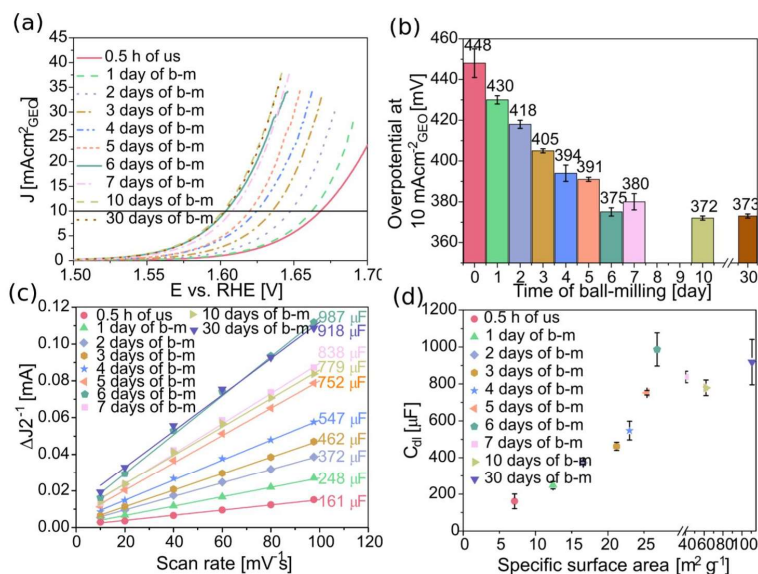 a)
J [mAcm⁻²GEO]
40
35
30
25
20
15
10
5
0
0.5 h of us
1 day of b-m
2 days of b-m
3 days of b-m
4 days of b-m
5 days of b-m
6 days of b-m
7 days of b-m
10 days of b-m
30 days of b-m
1.50 1.55 1.60 1.65 1.70
E vs. RHE [V]
b)
Overpotential at
10 mAcm⁻²GEO [mV]
460
440
420
400
380
360
448
430
418
405
394
391
375
380
372
373
0 1 2 3 4 5 6 7 8 9 10 30
Time of ball-milling [day]
c)
ΔJ2⁻¹ [mA]
0.12
0.10
0.08
0.06
0.04
0.02
0.00
0.5 h of us
1 day of b-m
2 days of b-m
3 days of b-m
4 days of b-m
5 days of b-m
6 days of b-m
7 days of b-m
10 days of b-m
30 days of b-m
987 µF
918 µF
838 µF
779 µF
752 µF
547 µF
462 µF
372 µF
248 µF
161 µF
0 20 40 60 80 100 120
Scan rate [mV⁻¹s]
d)
Cdl [µF]
1200
1000
800
600
400
200
0
0.5 h of us
1 day of b-m
2 days of b-m
3 days of b-m
4 days of b-m
5 days of b-m
6 days of b-m
7 days of b-m
10 days of b-m
30 days of b-m
0 5 10 15 20 25 40 60 80 100
Specific surface area [m² g⁻¹]